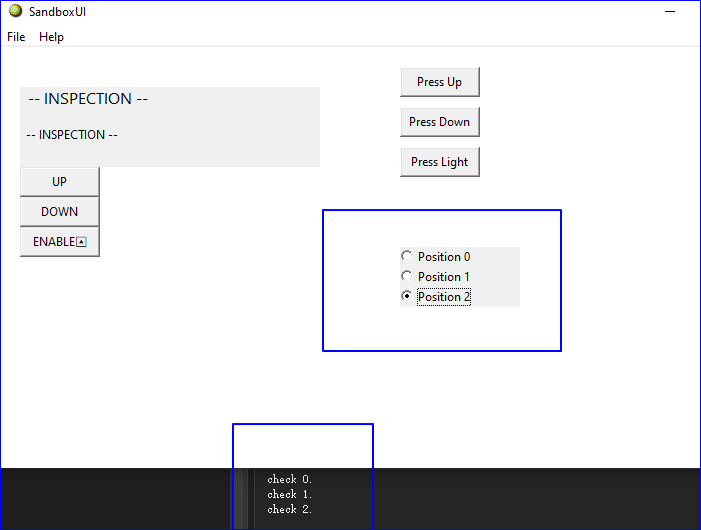 SandboxUI
File Help
-- INSPECTION --
-- INSPECTION --
UP
DOWN
ENABLE
Press Up
Press Down
Press Light
Position 0
Position 1
Position 2
check 0.
check 1.
check 2.